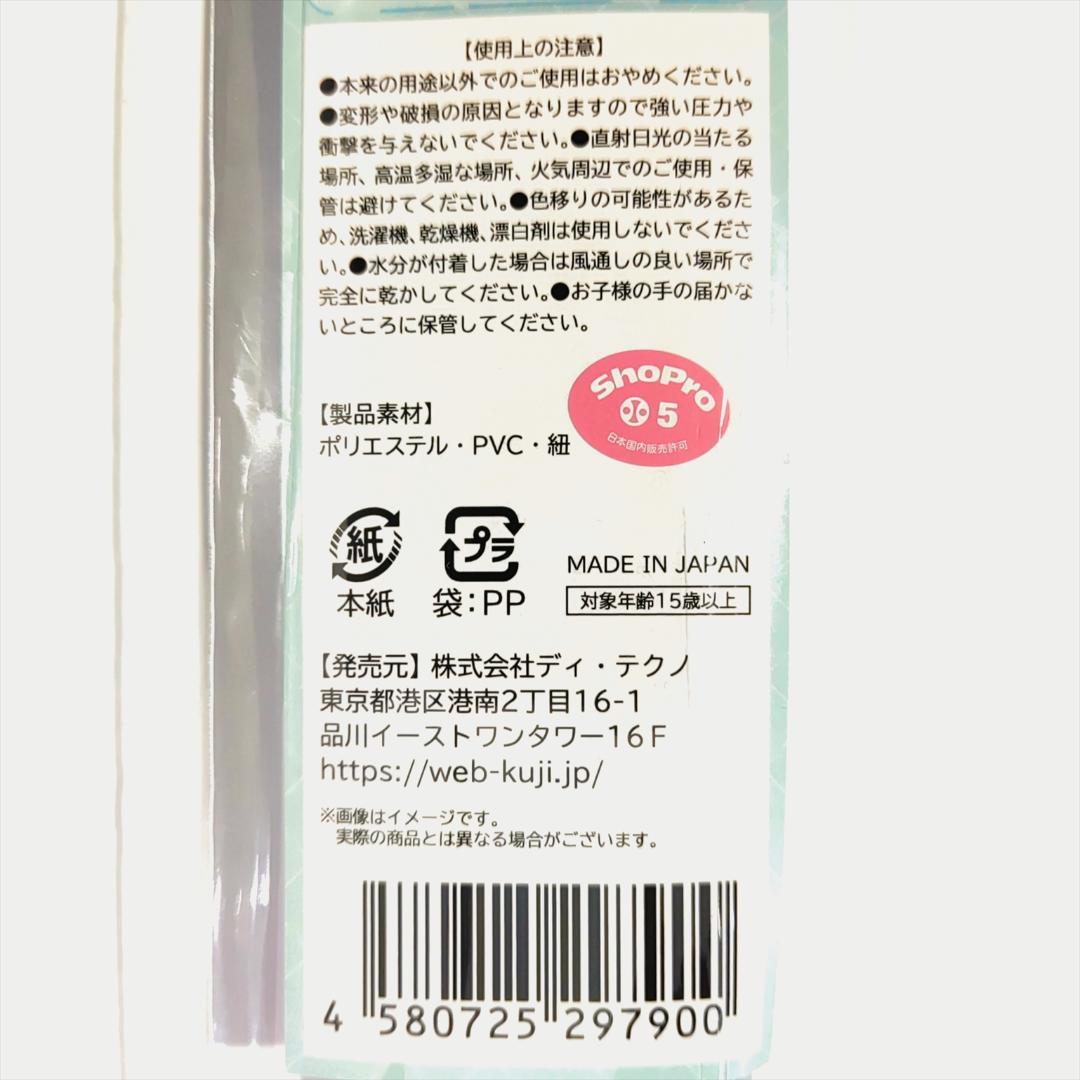 【使用上の注意】
●本来の用途以外でのご使用はおやめください。
●変形や破損の原因となりますので強い圧力や
衝撃を与えないでください。●直射日光の当たる
場所、高温多湿な場所、火気周辺でのご使用・保
管は避けてください。●色移りの可能性があるた
め、洗濯機、乾燥機、漂白剤は使用しないでくださ
い。●水分が付着した場合は風通しの良い場所で
完全に乾かしてください。●お子様の手の届かな
いところに保管してください。
ShoPro
5
日本国内販売許可
【製品素材】
ポリエステル・PVC・紐
紙
本紙
プラ
袋：PP
MADE IN JAPAN
対象年齢15歳以上
【発売元】株式会社ディ・テクノ
東京都港区港南2丁目16-1
品川イーストワンタワー16F
https://web-kuji.jp/
※画像はイメージです。
実際の商品とは異なる場合がございます。
4 580725 297900